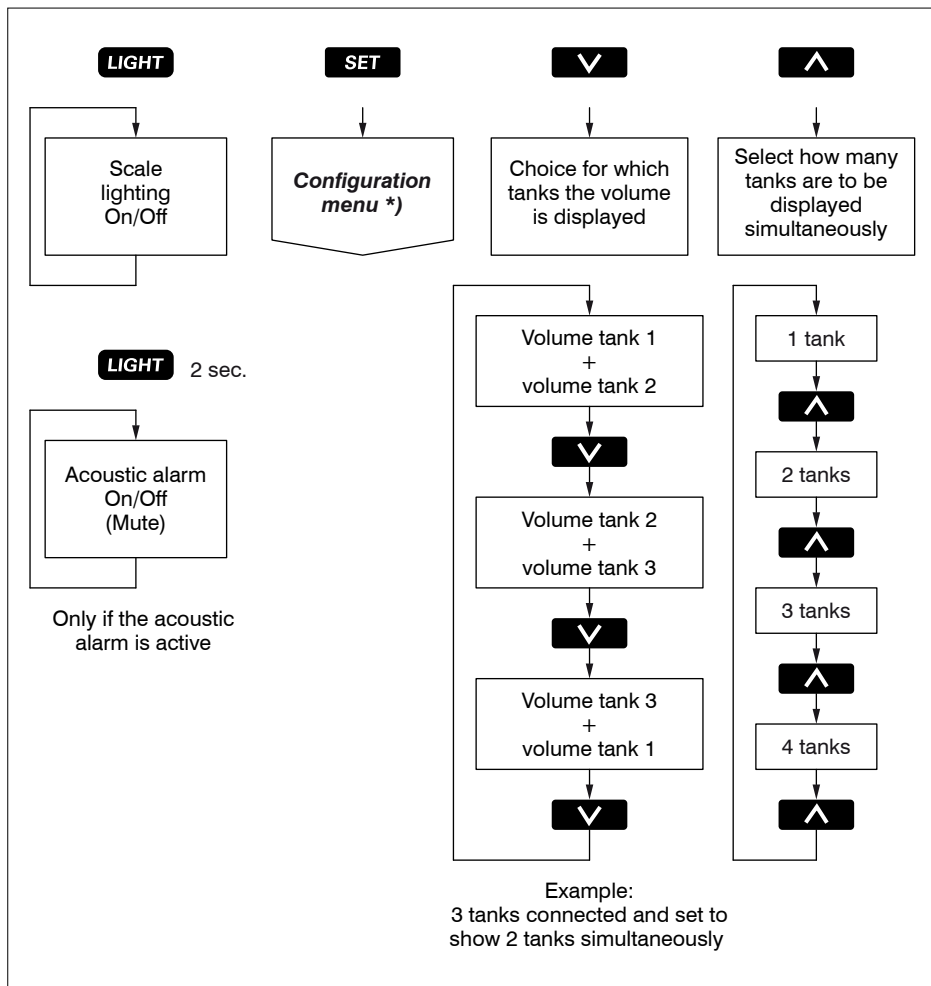 LIGHT
SET
Scale
lighting
On/Off
Configuration
menu *)
Choice for which
tanks the volume
is displayed
Select how many
tanks are to be
displayed
simultaneously
LIGHT 2 sec.
Acoustic alarm
On/Off
(Mute)
Only if the acoustic
alarm is active
Volume tank 1
+
volume tank 2
Volume tank 2
+
volume tank 3
Volume tank 3
+
volume tank 1
Example:
3 tanks connected and set to
show 2 tanks simultaneously
1 tank
2 tanks
3 tanks
4 tanks